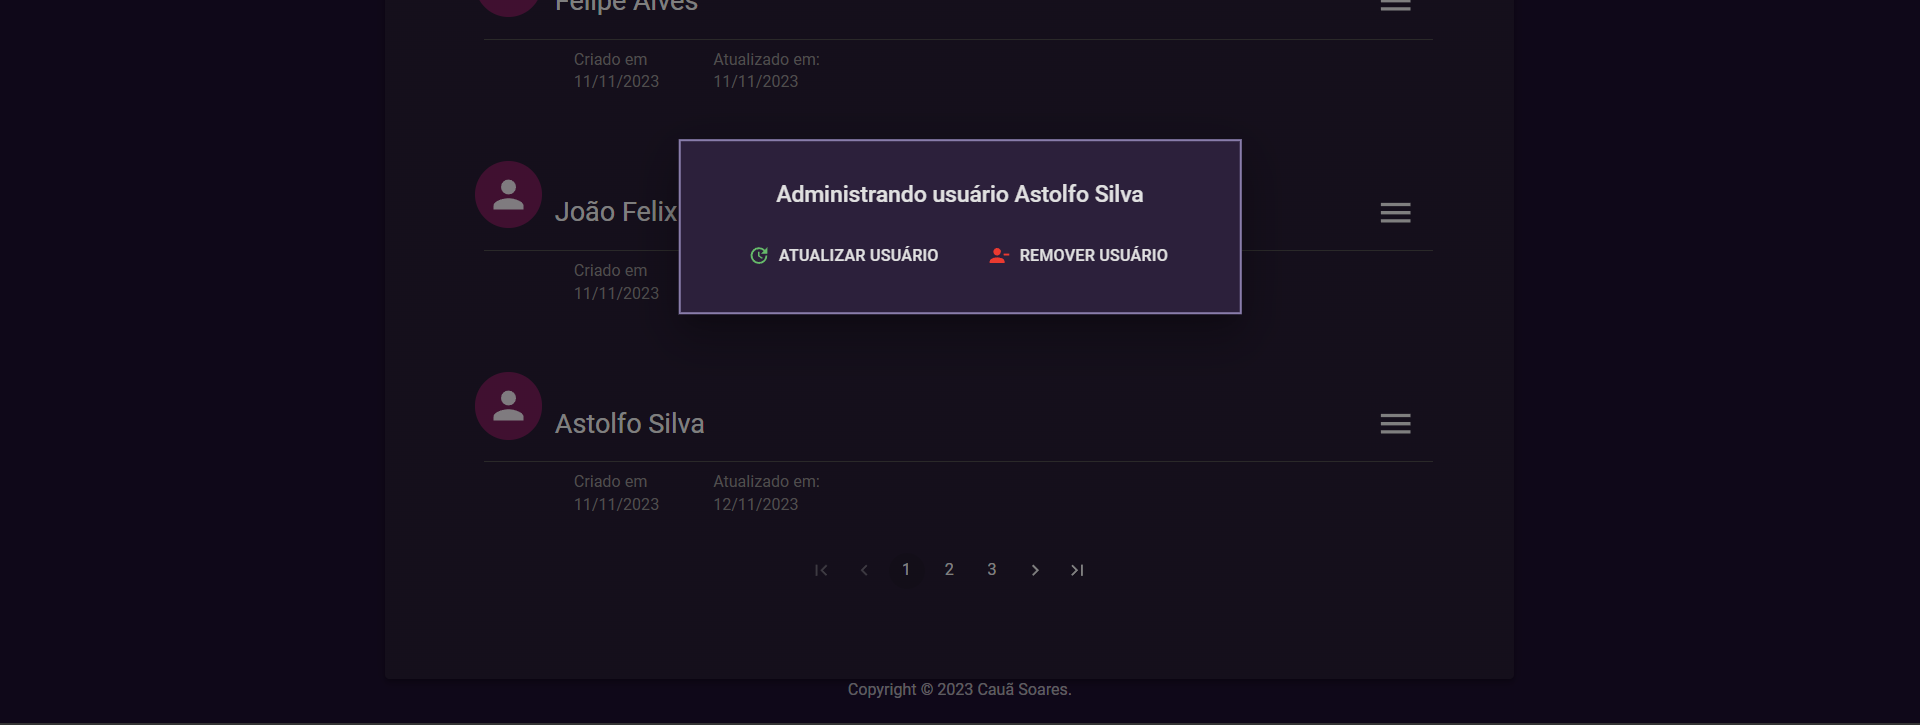 Felipe Alves
Criado em
Atualizado em:
11/11/2023
11/11/2023
Administrando usuário Astolfo Silva
João Felix
ATUALIZAR USUÁRIO
REMOVER USUÁRIO
Criado em
11/11/2023
Astolfo Silva
Criado em
Atualizado em:
11/11/2023
12/11/2023
1 2 3
Copyright © 2023 Cauã Soares.